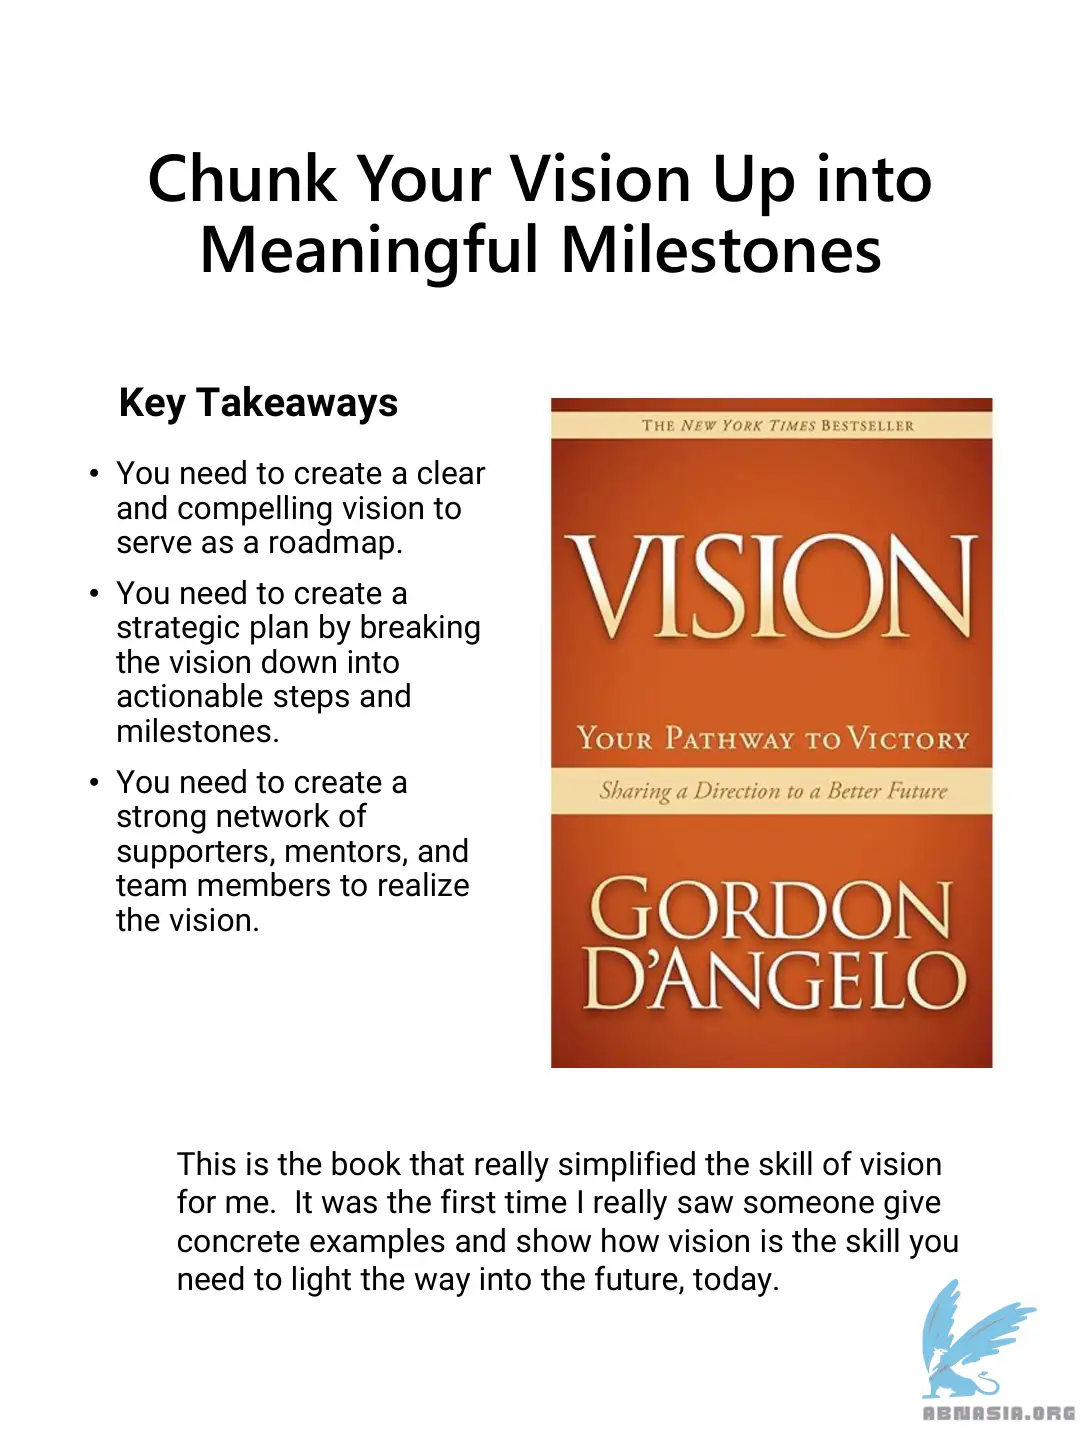 Chunk Your Vision Up into
Meaningful Milestones
Key Takeaways
• You need to create a clear
and compelling vision to
serve as a roadmap.
• You need to create a
strategic plan by breaking
the vision down into
actionable steps and
milestones.
• You need to create a
strong network of
supporters, mentors, and
team members to realize
the vision.
THE NEW YORK TIMES BESTSELLER
VISION
YOUR PATHWAY TO VICTORY
Sharing a Direction to a Better Future
GORDON
D'ANGELO
This is the book that really simplified the skill of vision
for me.  It was the first time I really saw someone give
concrete examples and show how vision is the skill you
need to light the way into the future, today.
ABNASIA.ORG